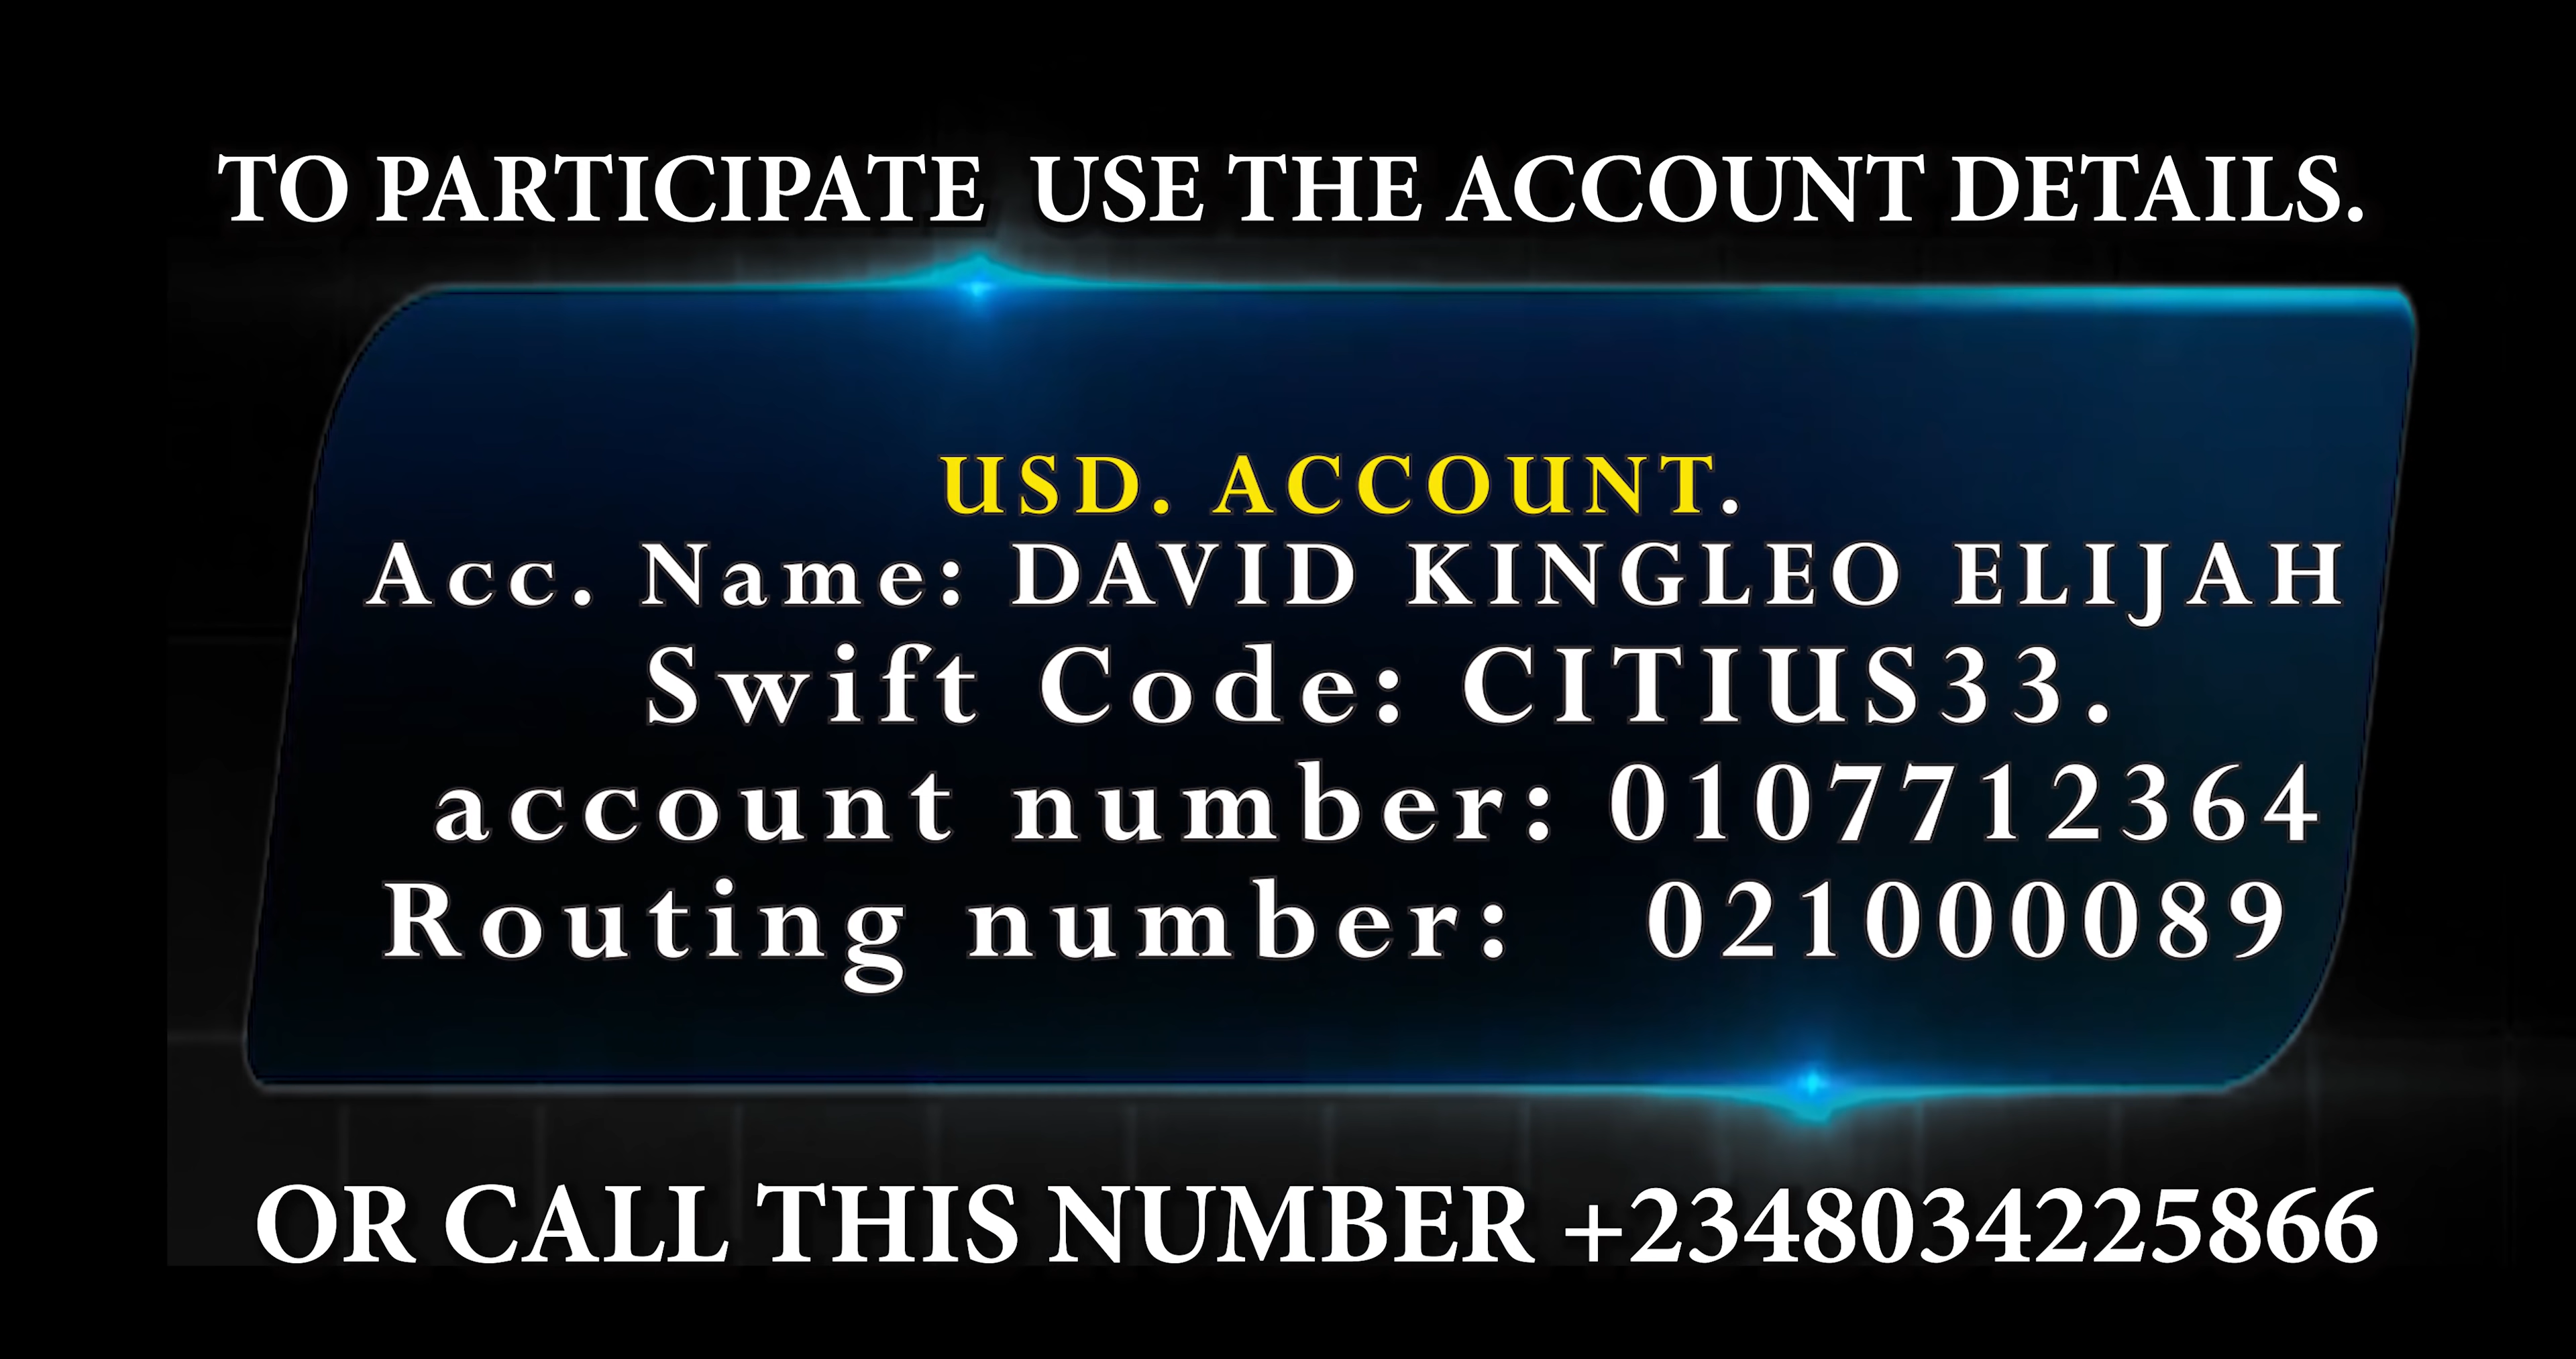 TO PARTICIPATE USE THE ACCOUNT DETAILS.
USD. ACCOUNT.
Acc. Name: DAVID KINGLEO ELIJAH
Swift Code: CITIUS33.
account number: 0107712364
Routing number: 021000089
OR CALL THIS NUMBER +2348034225866